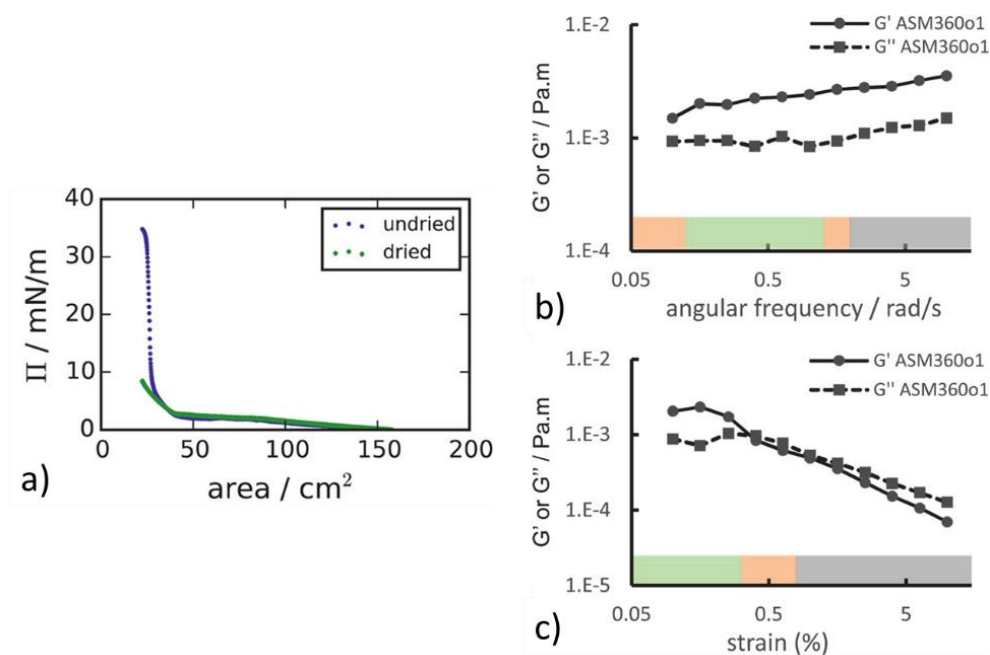 40
30
20
10
0
Π / mN/m
undried
dried
0 50 100 150 200
area / cm²
a)
1.E-2
1.E-3
1.E-4
G' or G'' / Pa.m
G' ASM360o1
G'' ASM360o1
0.05 0.5 5
angular frequency / rad/s
b)
1.E-2
1.E-3
1.E-4
1.E-5
G' or G'' / Pa.m
G' ASM360o1
G'' ASM360o1
0.05 0.5 5
strain (%)
c)